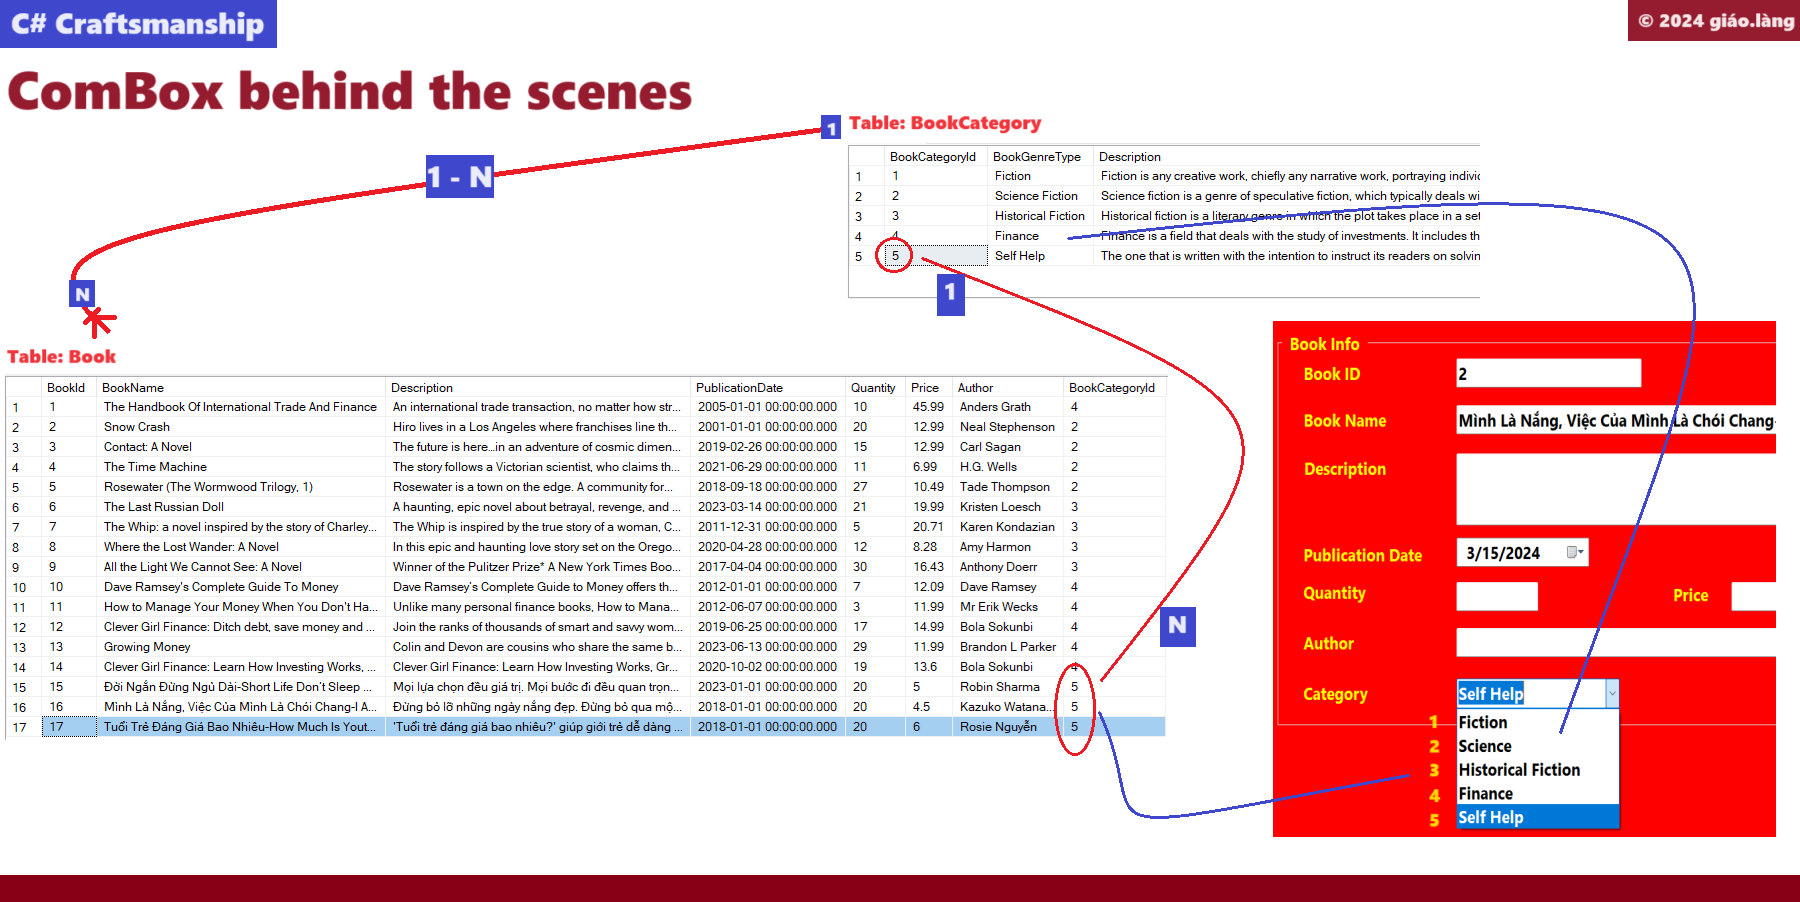 C# Craftsmanship
© 2024 giáo.làng
ComBox behind the scenes
1 Table: BookCategory
1 - N
BookCategoryId BookGenreType Description
1 1 Fiction Fiction is any creative work, chiefly any narrative work, portraying indivic
2 2 Science Fiction Science fiction is a genre of speculative fiction, which typically deals wi
3 3 Historical Fiction Historical fiction is a literary genre in which the plot takes place in a set
4 4 Finance Finance is a field that deals with the study of investments. It includes th
5 5 Self Help The one that is written with the intention to instruct its readers on solvin
1
N
Table: Book
BookId BookName Description PublicationDate Quantity Price Author BookCategoryId
1 1 The Handbook Of International Trade And Finance An international trade transaction, no matter how str... 2005-01-01 00:00:00.000 10 45.99 Anders Grath 4
2 2 Snow Crash Hiro lives in a Los Angeles where franchises line th... 2001-01-01 00:00:00.000 20 12.99 Neal Stephenson 2
3 3 Contact: A Novel The future is here...in an adventure of cosmic dimen... 2019-02-26 00:00:00.000 15 12.99 Carl Sagan 2
4 4 The Time Machine The story follows a Victorian scientist, who claims th... 2021-06-29 00:00:00.000 11 6.99 H.G. Wells 2
5 5 Rosewater (The Wormwood Trilogy, 1) Rosewater is a town on the edge. A community for... 2018-09-18 00:00:00.000 27 10.49 Tade Thompson 2
6 6 The Last Russian Doll A haunting, epic novel about betrayal, revenge, and ... 2023-03-14 00:00:00.000 21 19.99 Kristen Loesch 3
7 7 The Whip: a novel inspired by the story of Charley... The Whip is inspired by the true story of a woman, C... 2011-12-31 00:00:00.000 5 20.71 Karen Kondazian 3
8 8 Where the Lost Wander: A Novel In this epic and haunting love story set on the Orego... 2020-04-28 00:00:00.000 12 8.28 Amy Harmon 3
9 9 All the Light We Cannot See: A Novel Winner of the Pulitzer Prize* A New York Times Boo... 2017-04-04 00:00:00.000 30 16.43 Anthony Doerr 3
10 10 Dave Ramsey's Complete Guide To Money Dave Ramsey's Complete Guide to Money offers th... 2012-01-01 00:00:00.000 7 12.09 Dave Ramsey 4
11 11 How to Manage Your Money When You Don't Ha... Unlike many personal finance books, How to Mana... 2012-06-07 00:00:00.000 3 11.99 Mr Erik Wecks 4
12 12 Clever Girl Finance: Ditch debt, save money and ... Join the ranks of thousands of smart and savvy wom... 2019-06-25 00:00:00.000 17 14.99 Bola Sokunbi 4
13 13 Growing Money Colin and Devon are cousins who share the same b... 2023-06-13 00:00:00.000 29 11.99 Brandon L Parker 4
14 14 Clever Girl Finance: Learn How Investing Works, ... Clever Girl Finance: Learn How Investing Works, Gr... 2020-10-02 00:00:00.000 19 13.6 Bola Sokunbi 4
15 15 Đời Ngắn Đừng Ngủ Dài-Short Life Don't Sleep ... Mọi lựa chọn đều giá trị. Mọi bước đi đều quan trọn... 2023-01-01 00:00:00.000 20 5 Robin Sharma 5
16 16 Mình Là Nắng, Việc Của Mình Là Chói Chang-I A... Đừng bỏ lỡ những ngày nắng đẹp. Đừng bỏ qua mộ... 2018-01-01 00:00:00.000 20 4.5 Kazuko Watana... 5
17 17 Tuổi Trẻ Đáng Giá Bao Nhiêu-How Much Is Yout... 'Tuổi trẻ đáng giá bao nhiêu?' giúp giới trẻ dễ dàng ... 2018-01-01 00:00:00.000 20 6 Rosie Nguyễn 5
N
Book Info
Book ID 2
Book Name Mình Là Nắng, Việc Của Mình Là Chói Chang-
Description
Publication Date 3/15/2024
Quantity Price
Author
Category Self Help
1 Fiction
2 Science
3 Historical Fiction
4 Finance
5 Self Help